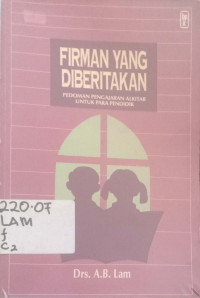 FIRMAN YANG
DIBERITAKAN
PEDOMAN PENGAJARAN ALKITAB
UNTUK PARA PENDIDIK
220.07
LAM
f
C2
Drs. A.B. Lam